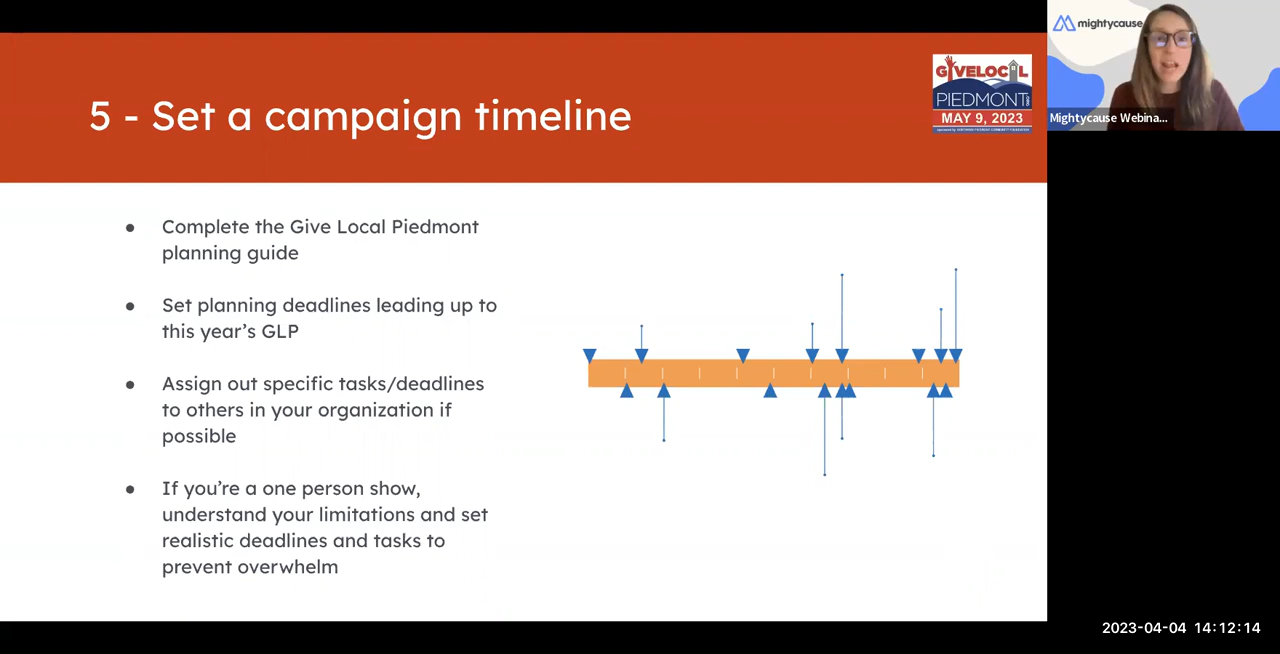 5 - Set a campaign timeline
GIVELOCAL
PIEDMONT
MAY 9, 2023
mightycause
Mightycause Webina...
● Complete the Give Local Piedmont
planning guide
● Set planning deadlines leading up to
this year's GLP
● Assign out specific tasks/deadlines
to others in your organization if
possible
● If you're a one person show,
understand your limitations and set
realistic deadlines and tasks to
prevent overwhelm
2023-04-04 14:12:14